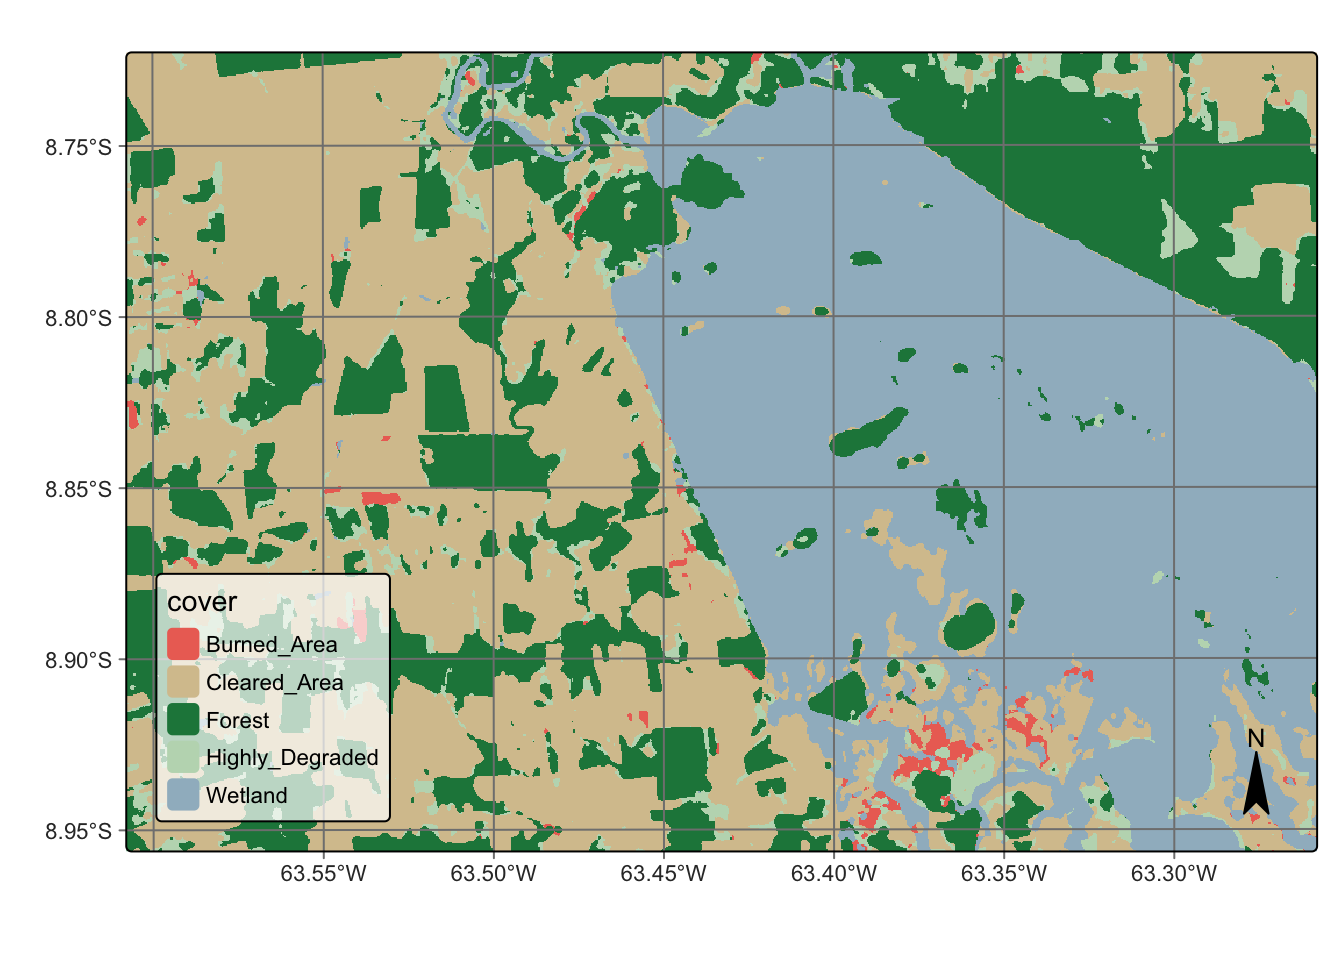 8.75°S
8.80°S
8.85°S
8.90°S
8.95°S
cover
Burned_Area
Cleared_Area
Forest
Highly_Degraded
Wetland
N
63.55°W 63.50°W 63.45°W 63.40°W 63.35°W 63.30°W